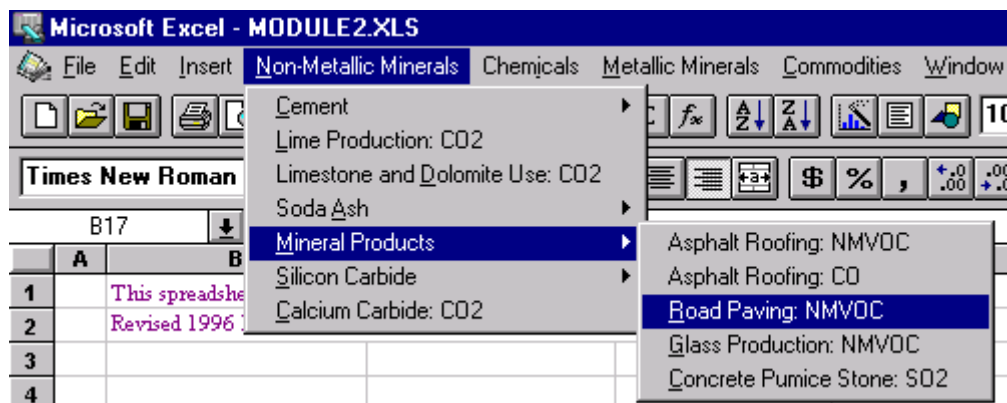 Microsoft Excel - MODULE2.XLS
File Edit Insert Non-Metallic Minerals Chemicals Metallic Minerals Commodities Window
Cement
Lime Production: CO2
Limestone and Dolomite Use: CO2
Soda Ash
Mineral Products
Silicon Carbide
Calcium Carbide: CO2
Asphalt Roofing: NMVOC
Asphalt Roofing: CO
Road Paving: NMVOC
Glass Production: NMVOC
Concrete Pumice Stone: SO2
Times New Roman
$ % ,
B17
A B
1 This
2 Revised 1996
3
4